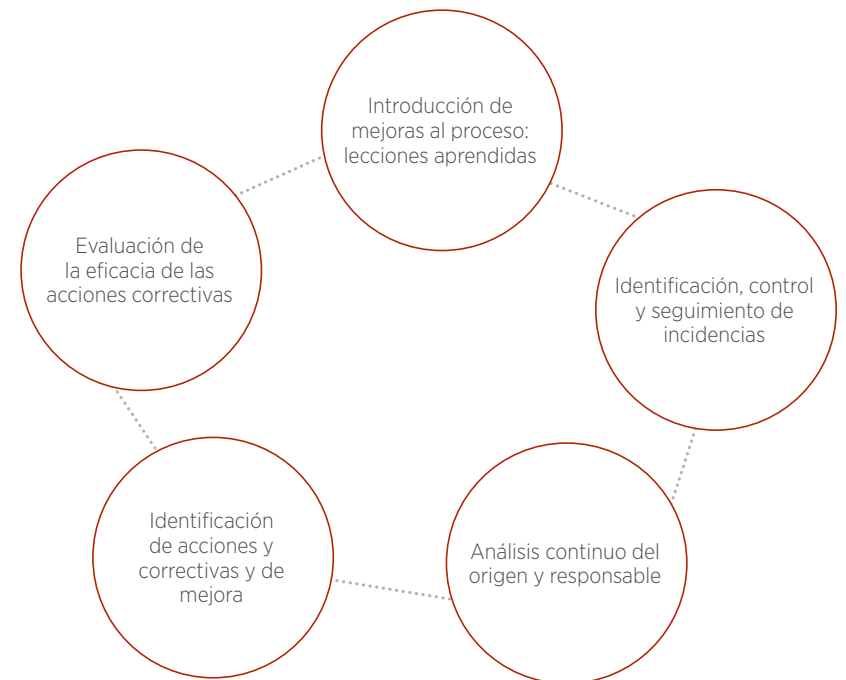 Introducción de
mejoras al proceso:
lecciones aprendidas
Identificación, control
y seguimiento de
incidencias
Análisis continuo del
origen y responsable
Identificación
de acciones y
correctivas y de
mejora
Evaluación de
la eficacia de las
acciones correctivas